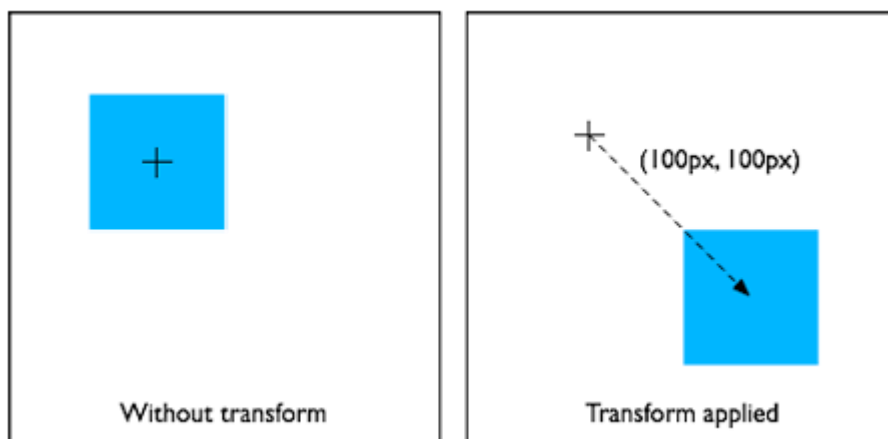 (100px, 100px)
Without transform
Transform applied